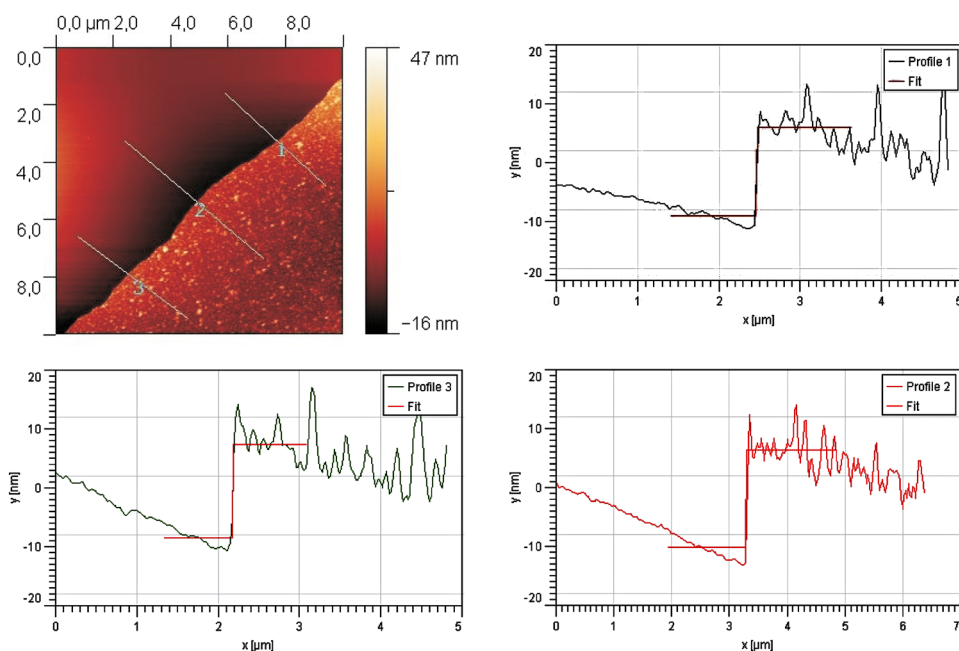 0,0 µm 2,0 4,0 6,0 8,0
0,0
2,0
4,0
6,0
8,0
47 nm
−16 nm
1
2
3
20
10
0
-10
-20
y [nm]
Profile 1
Fit
0 1 2 3 4 5
x [µm]
20
10
0
-10
-20
y [nm]
Profile 3
Fit
0 1 2 3 4 5
x [µm]
20
10
0
-10
-20
y [nm]
Profile 2
Fit
0 1 2 3 4 5 6 7
x [µm]